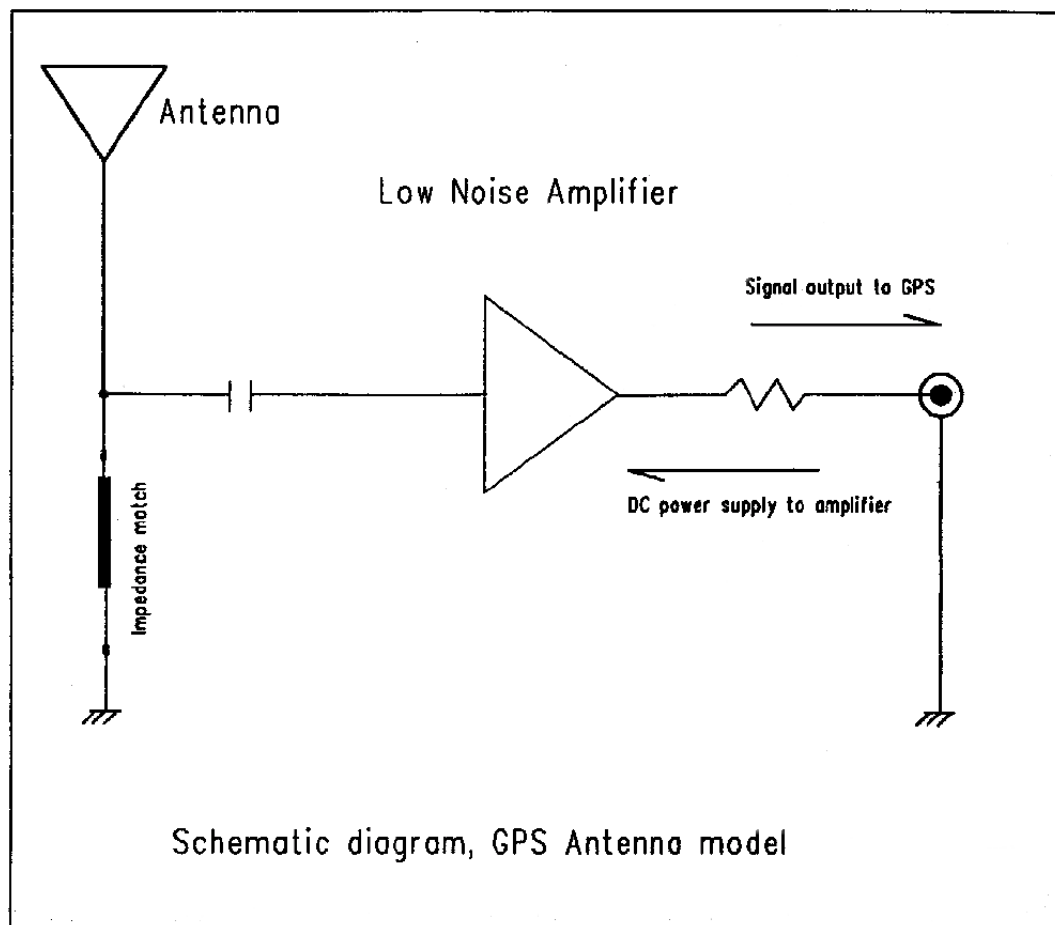 Antenna
Low Noise Amplifier
Signal output to GPS
DC power supply to amplifier
Impedance match
Schematic diagram, GPS Antenna model